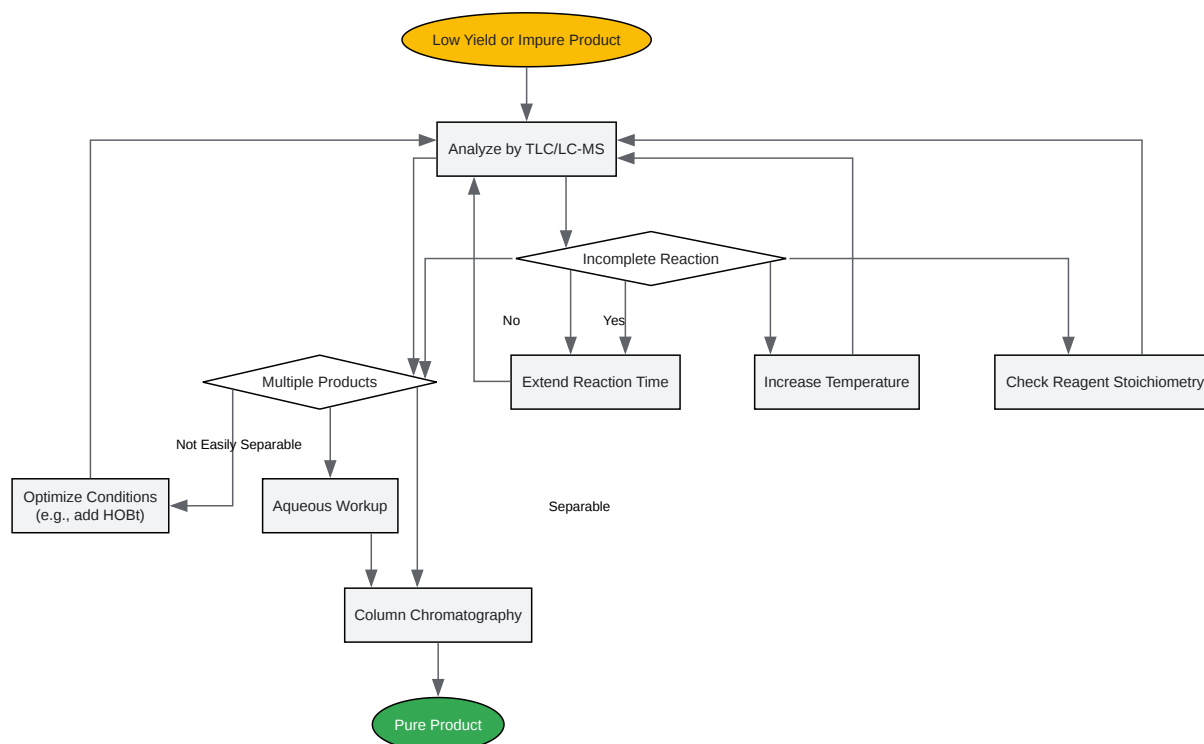 Low Yield or Impure Product
Analyze by TLC/LC-MS
Incomplete Reaction
No
Yes
Multiple Products
Extend Reaction Time
Increase Temperature
Check Reagent Stoichiometry
Not Easily Separable
Optimize Conditions
(e.g., add HOBt)
Aqueous Workup
Separable
Column Chromatography
Pure Product